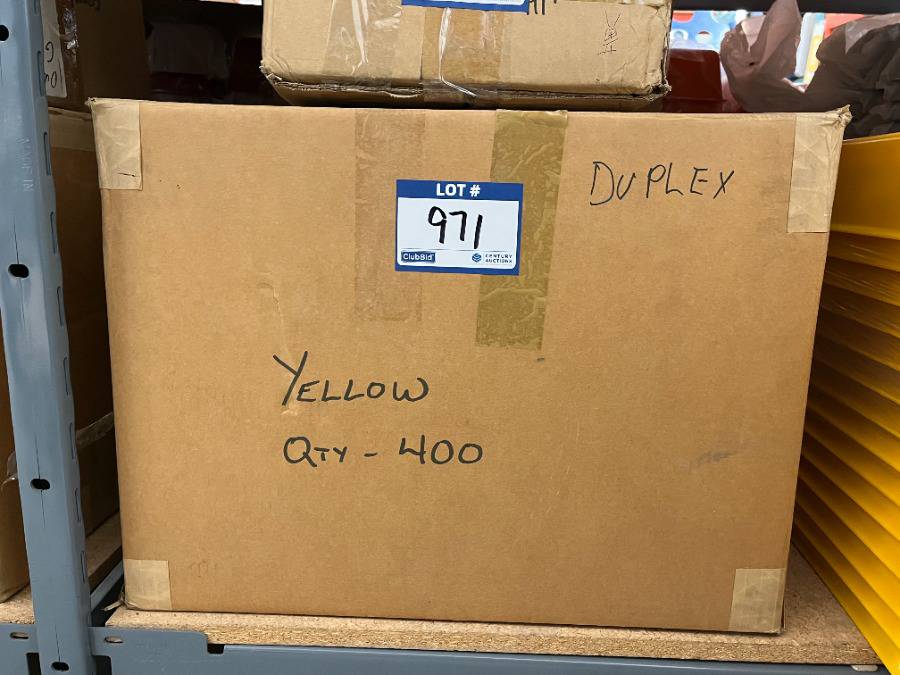 LOT #
971
ClubBid
CENTURY
AUCTIONS
DUPLEX
YELLOW
QTY - 400